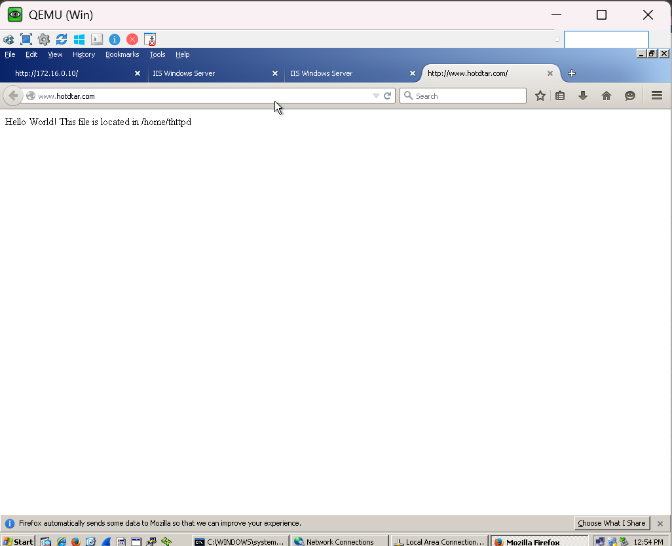 QEMU (Win)
File Edit View History Bookmarks Tools Help
http://172.16.0.10/ IIS Windows Server IIS Windows Server http://www.hotdtar.com/
www.hotdtar.com Search
Hello World! This file is located in /home/thttpd
Firefox automatically sends some data to Mozilla so that we can improve your experience. Choose What I Share
Start C:\WINDOWS\system... Network Connections Local Area Connection... Mozilla Firefox 12:54 PM